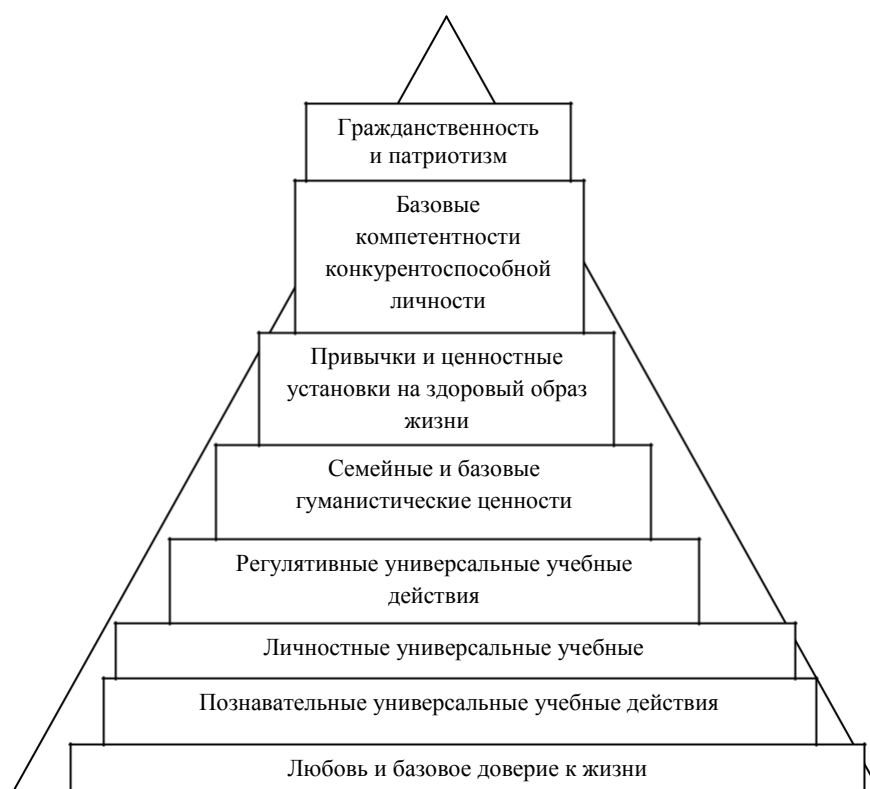 Гражданственность
и патриотизм
Базовые
компетентности
конкурентоспособной
личности
Привычки и ценностные
установки на здоровый образ
жизни
Семейные и базовые
гуманистические ценности
Регулятивные универсальные учебные
действия
Личностные универсальные учебные
Познавательные универсальные учебные действия
Любовь и базовое доверие к жизни